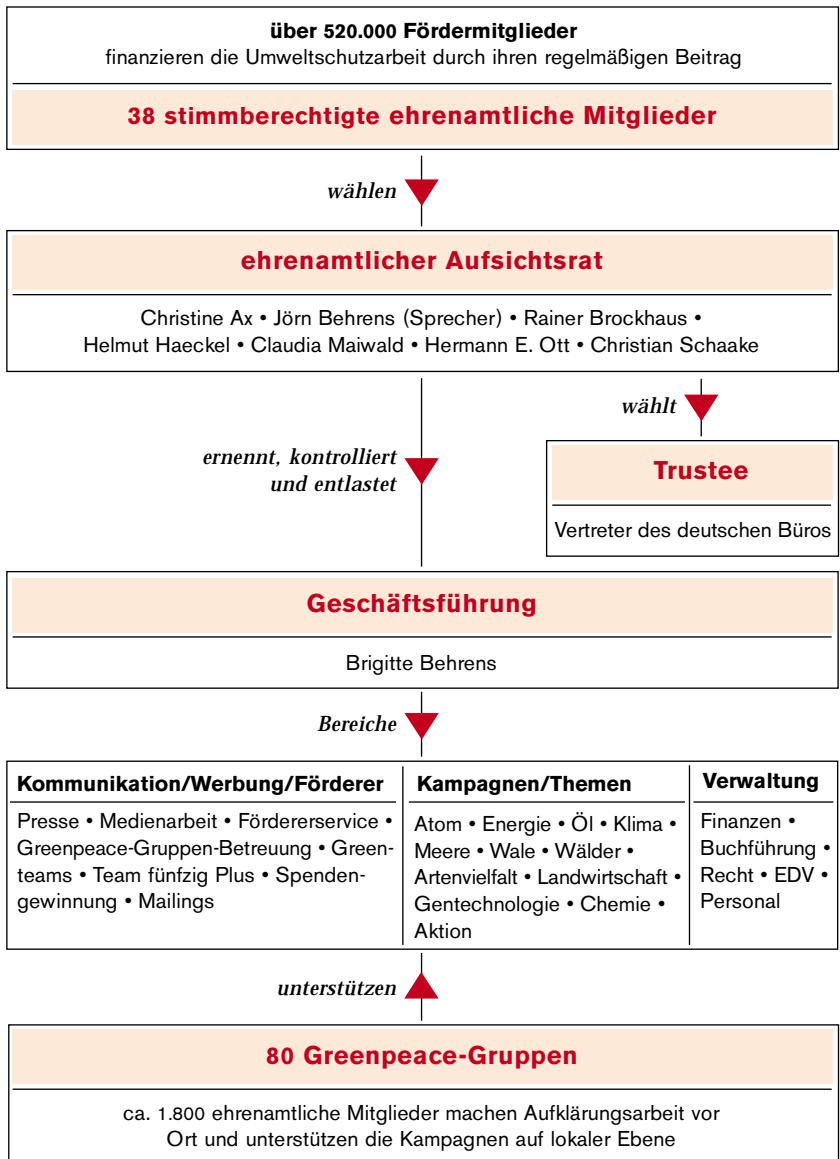 über 520.000 Fördermitglieder
finanzieren die Umweltschutzarbeit durch ihren regelmäßigen Beitrag
38 stimmberechtigte ehrenamtliche Mitglieder
wählen
ehrenamtlicher Aufsichtsrat
Christine Ax • Jörn Behrens (Sprecher) • Rainer Brockhaus •
Helmut Haeckel • Claudia Maiwald • Hermann E. Ott • Christian Schaake
wählt
Trustee
Vertreter des deutschen Büros
ernennt, kontrolliert
und entlastet
Geschäftsführung
Brigitte Behrens
Bereiche
Kommunikation/Werbung/Förderer
Presse • Medienarbeit • Fördererservice •
Greenpeace-Gruppen-Betreuung • Green-
teams • Team fünfzig Plus • Spenden-
gewinnung • Mailings
Kampagnen/Themen
Atom • Energie • Öl • Klima •
Meere • Wale • Wälder •
Artenvielfalt • Landwirtschaft •
Gentechnologie • Chemie •
Aktion
Verwaltung
Finanzen •
Buchführung •
Recht • EDV •
Personal
unterstützen
80 Greenpeace-Gruppen
ca. 1.800 ehrenamtliche Mitglieder machen Aufklärungsarbeit vor
Ort und unterstützen die Kampagnen auf lokaler Ebene